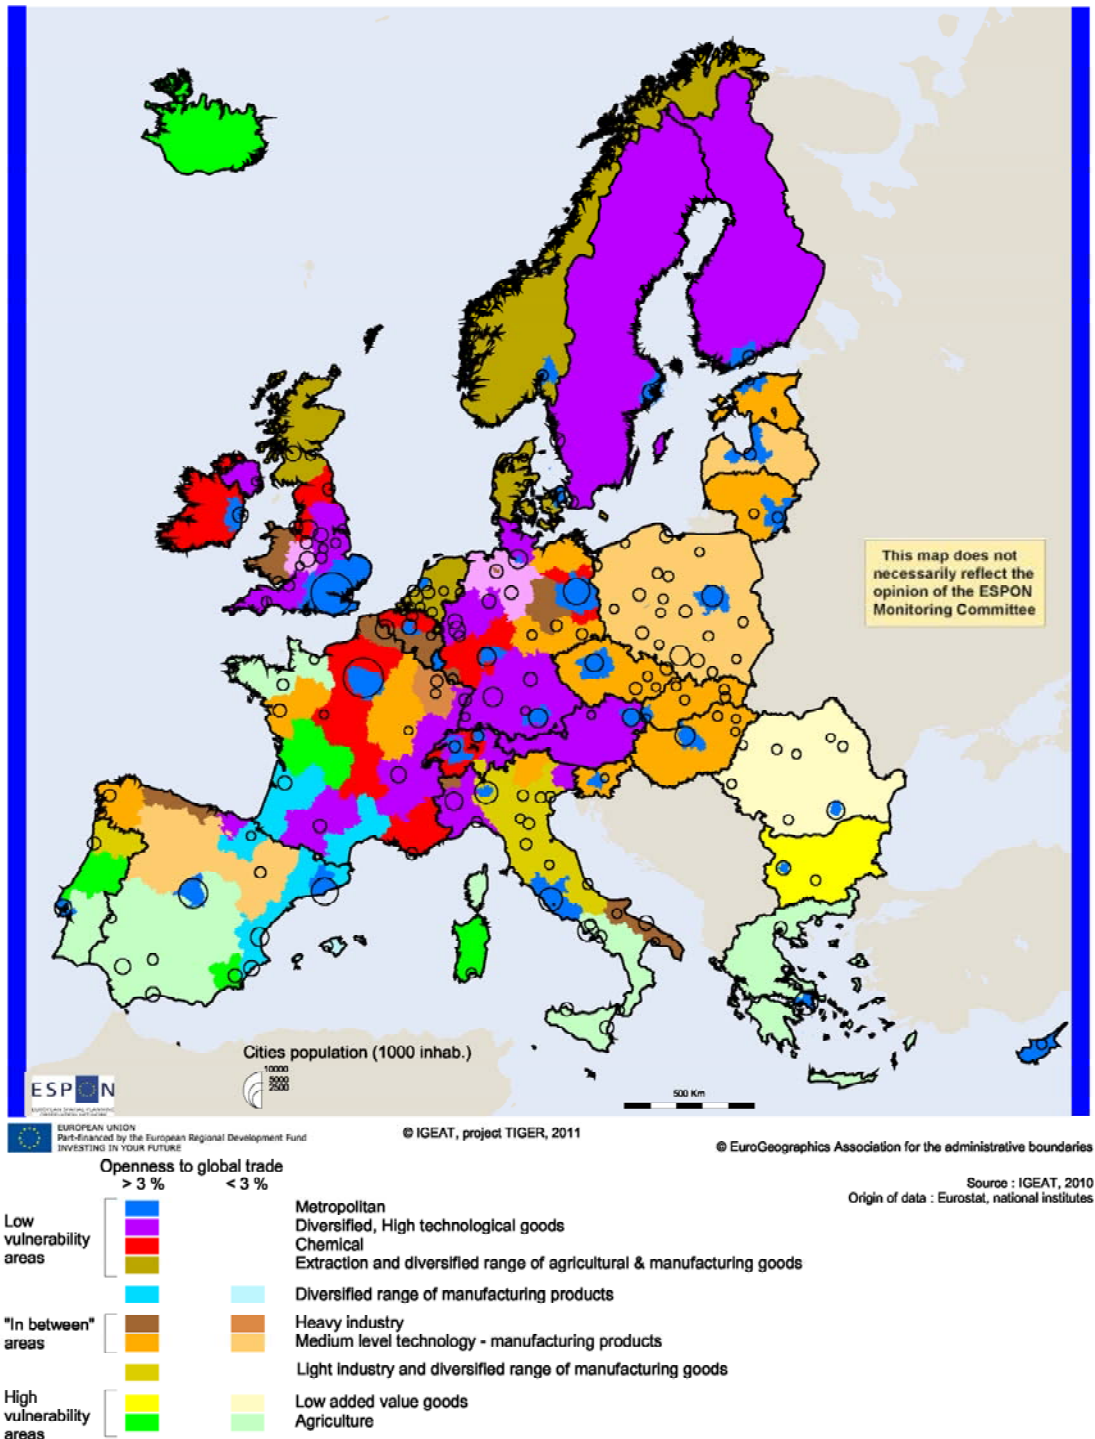 This map does not
necessarily reflect the
opinion of the ESPON
Monitoring Committee
Cities population (1000 inhab.)
10000
5000
2500
500 Km
ESPON
EUROPEAN UNION
Part-financed by the European Regional Development Fund
INVESTING IN YOUR FUTURE
© IGEAT, project TIGER, 2011
© EuroGeographics Association for the administrative boundaries
Source : IGEAT, 2010
Origin of data : Eurostat, national institutes
Openness to global trade
> 3 % < 3 %
Low
vulnerability
areas
Metropolitan
Diversified, High technological goods
Chemical
Extraction and diversified range of agricultural & manufacturing goods
Diversified range of manufacturing products
"In between"
areas
Heavy industry
Medium level technology - manufacturing products
Light industry and diversified range of manufacturing goods
High
vulnerability
areas
Low added value goods
Agriculture